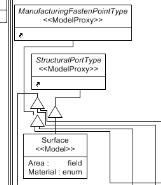 ManufacturingFastenPointType
<<ModelProxy>>
StructuralPortType
<<ModelProxy>>
Surface
<<Model>>
Area : field
Material : enum